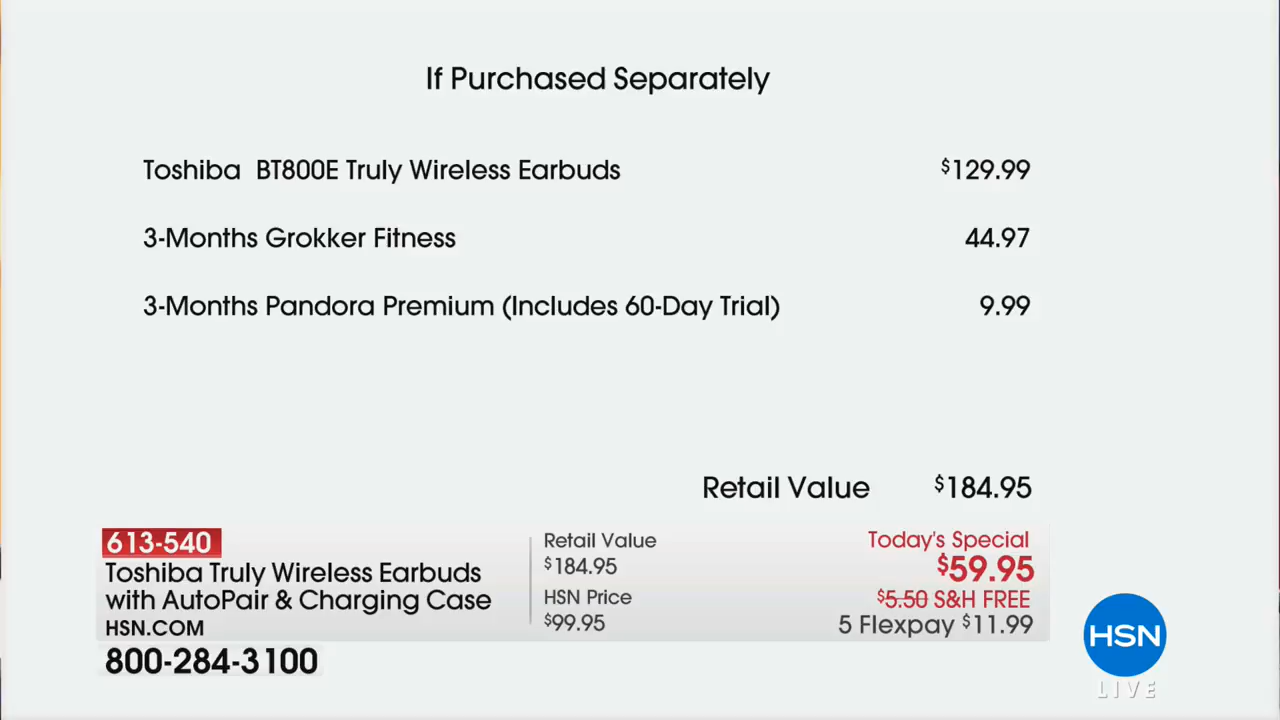 If Purchased Separately
Toshiba BT800E Truly Wireless Earbuds $129.99
3-Months Grokker Fitness 44.97
3-Months Pandora Premium (Includes 60-Day Trial) 9.99
Retail Value $184.95
613-540
Toshiba Truly Wireless Earbuds
with AutoPair & Charging Case
HSN.COM
800-284-3100
Retail Value
$184.95
HSN Price
$99.95
Today's Special
$59.95
$5.50 S&H FREE
5 Flexpay $11.99
HSN
LIVE